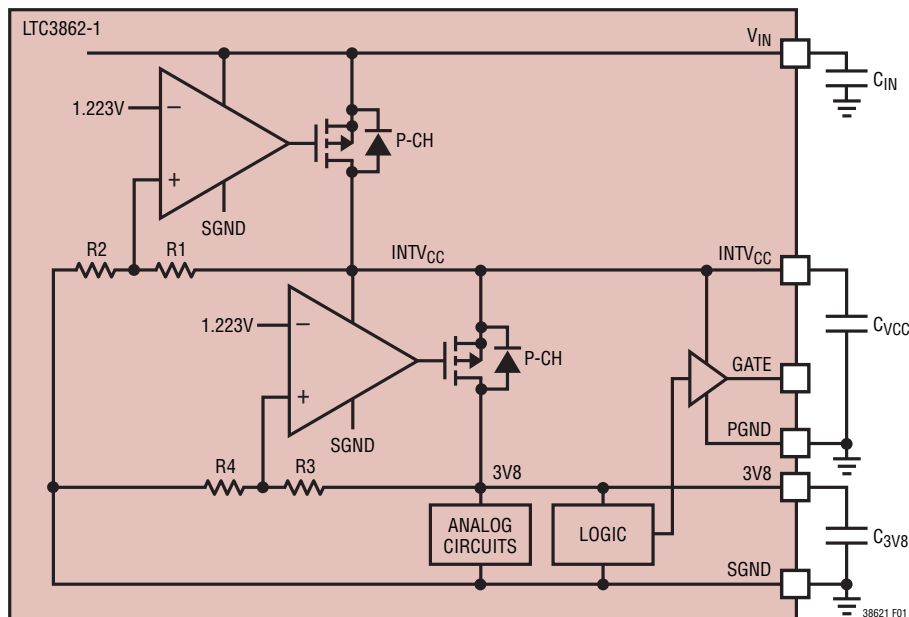 LTC3862-1
VIN
CIN
1.223V
−
P-CH
+
SGND
R2
R1
INTVCC
INTVCC
1.223V
−
CVCC
P-CH
GATE
+
SGND
PGND
R4
R3
3V8
3V8
ANALOG
CIRCUITS
LOGIC
C3V8
SGND
38621 F01